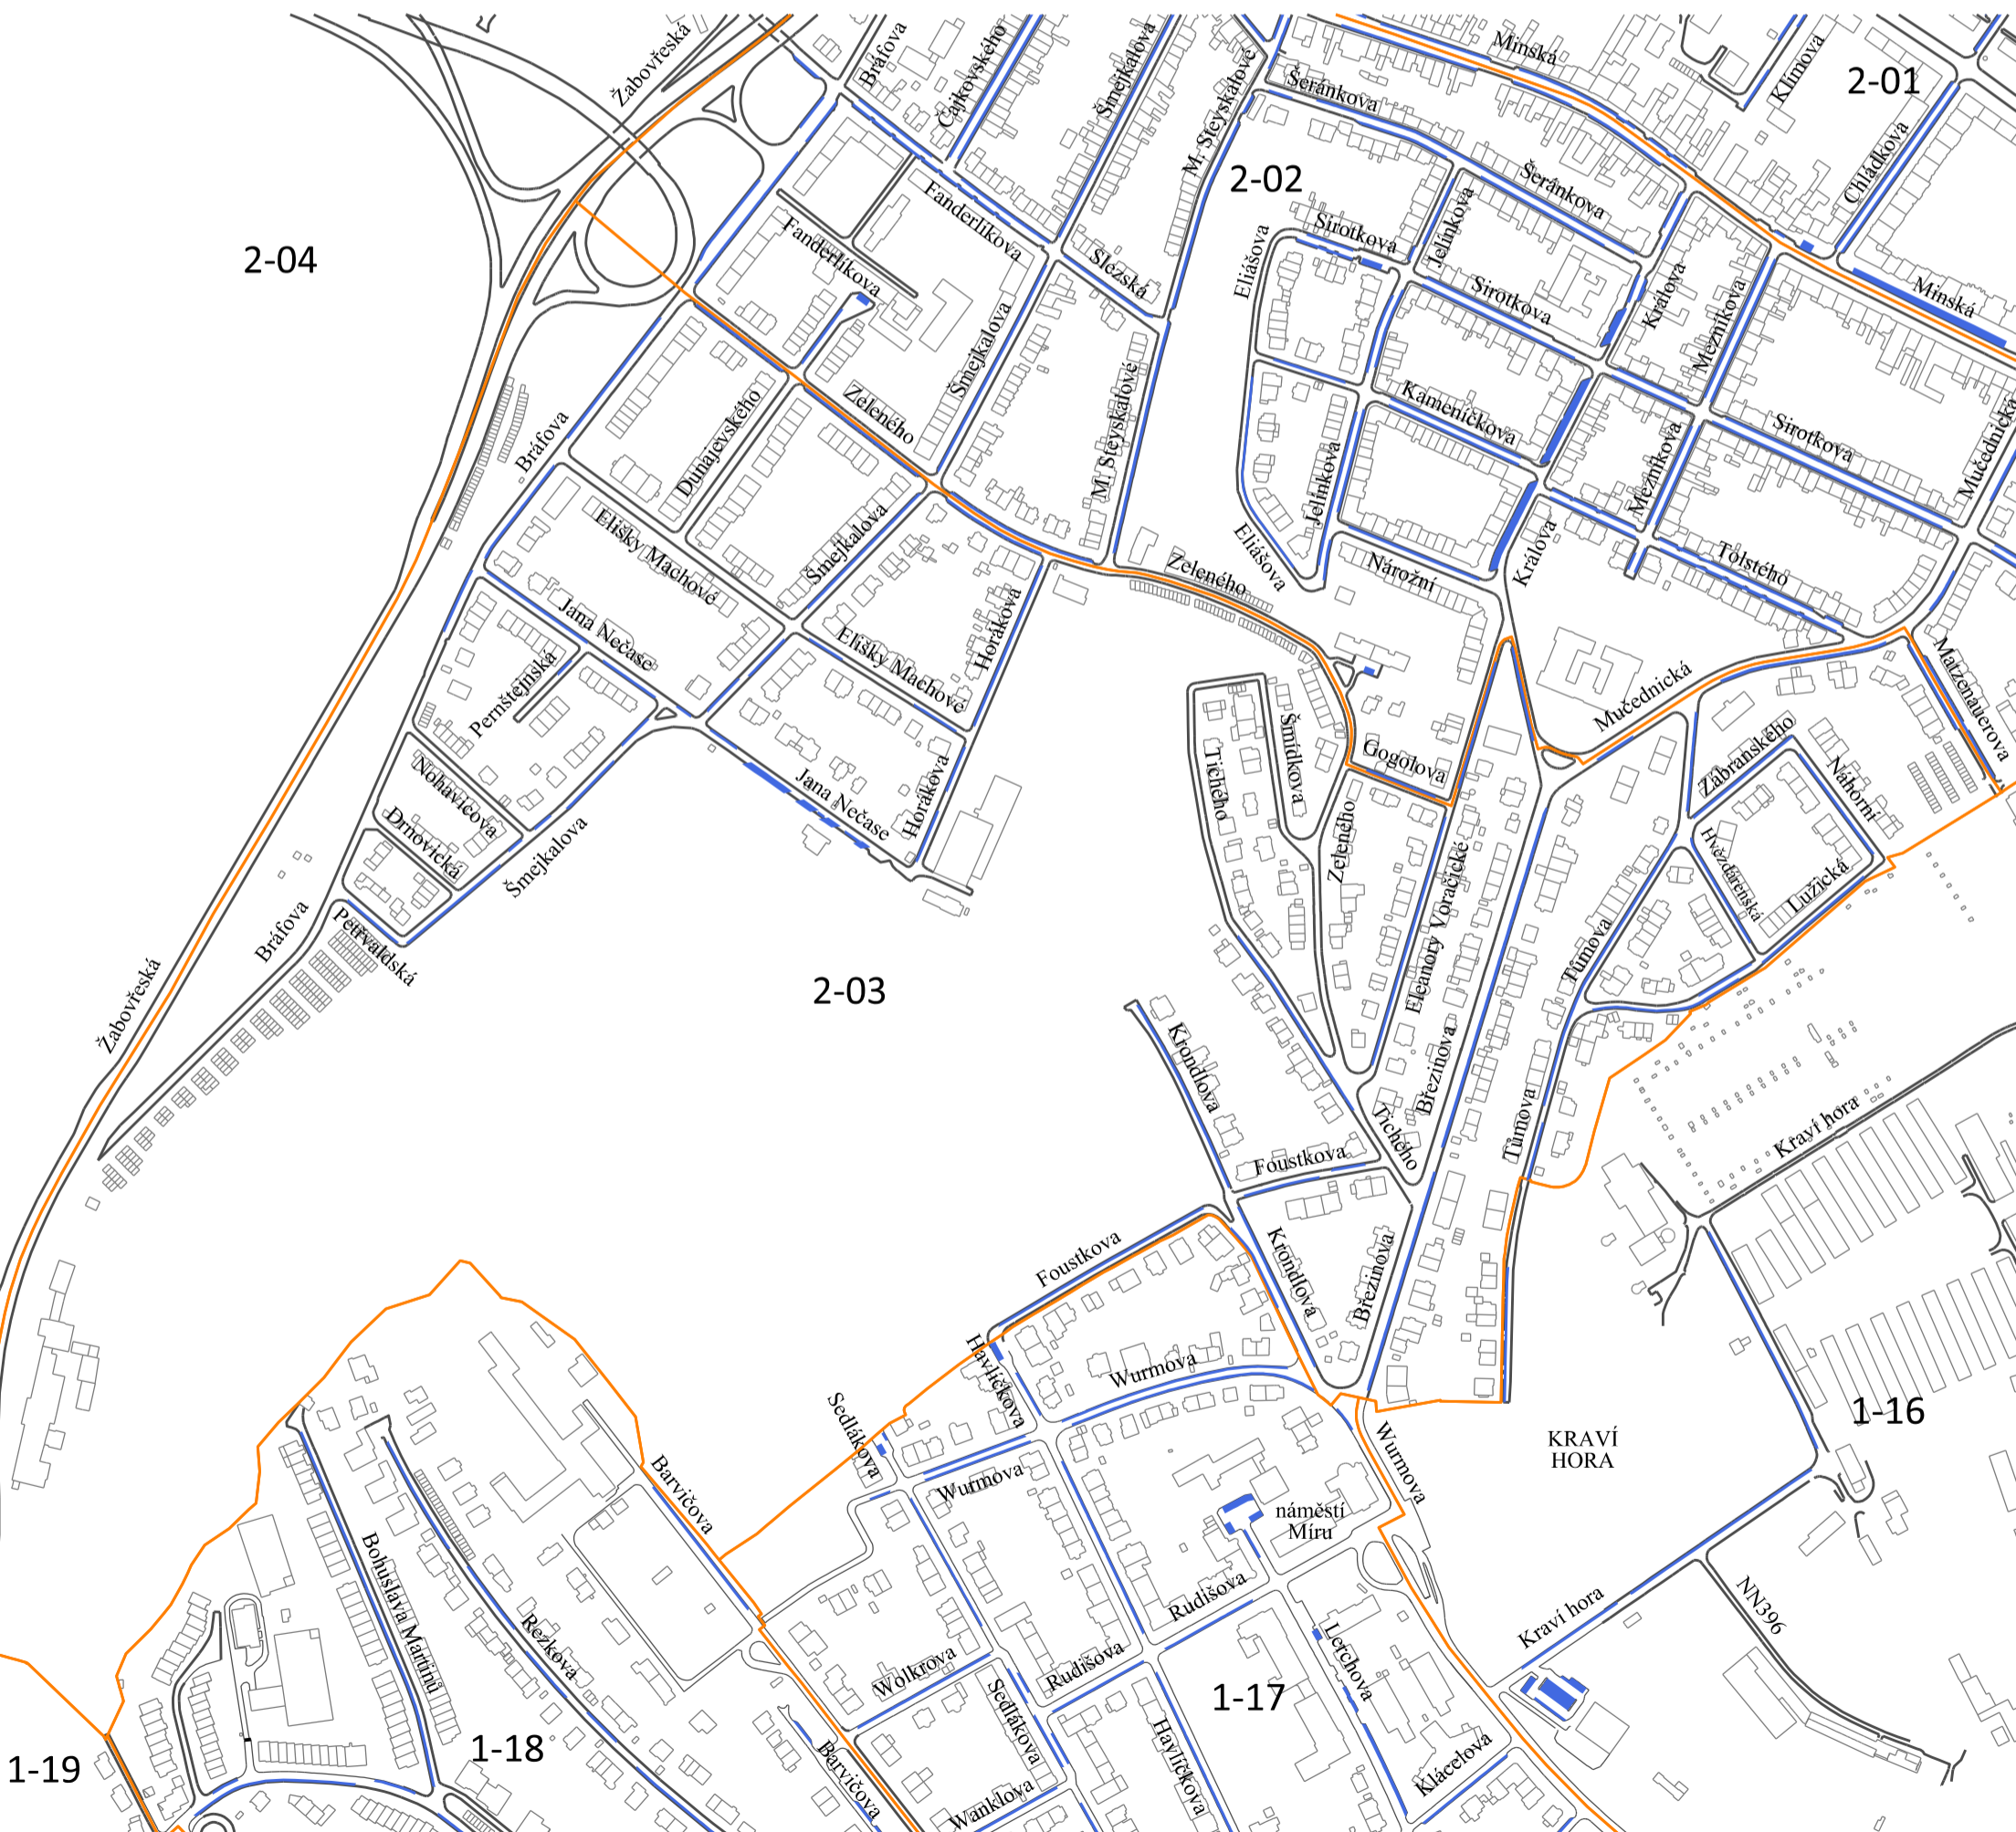 Žabovřeská
Bráfova
Čajkovského
Šmejkalova
M. Steyskalové
Minská
Klímova
2-01
Šeránkova
Chládkova
2-02
Šeránkova
Fanderlíkova
Sirotkova
Jelínkova
Fanderlíkova
Slezská
Eliášova
2-04
Sirotkova
Králova
Mezníkova
Minská
Šmejkalova
Zeleného
Dunajevského
M. Steyskalové
Kameníčkova
Sirotkova
Mučednická
Bráfova
Jelínkova
Mezníkova
Elišky Machové
Šmejkalova
Eliášova
Zeleného
Nárožní
Králova
Tolstého
Jana Nečase
Elišky Machové
Horákova
Pernštejnská
Mučednická
Matzenauerova
Šmídkova
Tichého
Gogolova
Zábranského
Náhorní
Nohavicova
Drnovická
Jana Nečase
Horákova
Šmejkalova
Zeleného
Eleanory Voračické
Hvězdárenská
Lužická
Bráfova
Petřvaldská
Tůmova
Žabovřeská
2-03
Krondlova
Březinova
Tichého
Tůmova
Kraví hora
Foustkova
Foustkova
Krondlova
Březinova
Havlíčkova
Wurmova
Sedlákova
1-16
KRAVÍ
HORA
Wurmova
Barvičova
Wurmova
náměstí
Míru
Bohuslava Martinů
Rezkova
Rudišova
Kraví hora
NN396
Wolkrova
Rudišova
Lerchova
Sedlákova
1-17
Havlíčkova
Klácelova
1-18
1-19
Barvičova
Wanklova